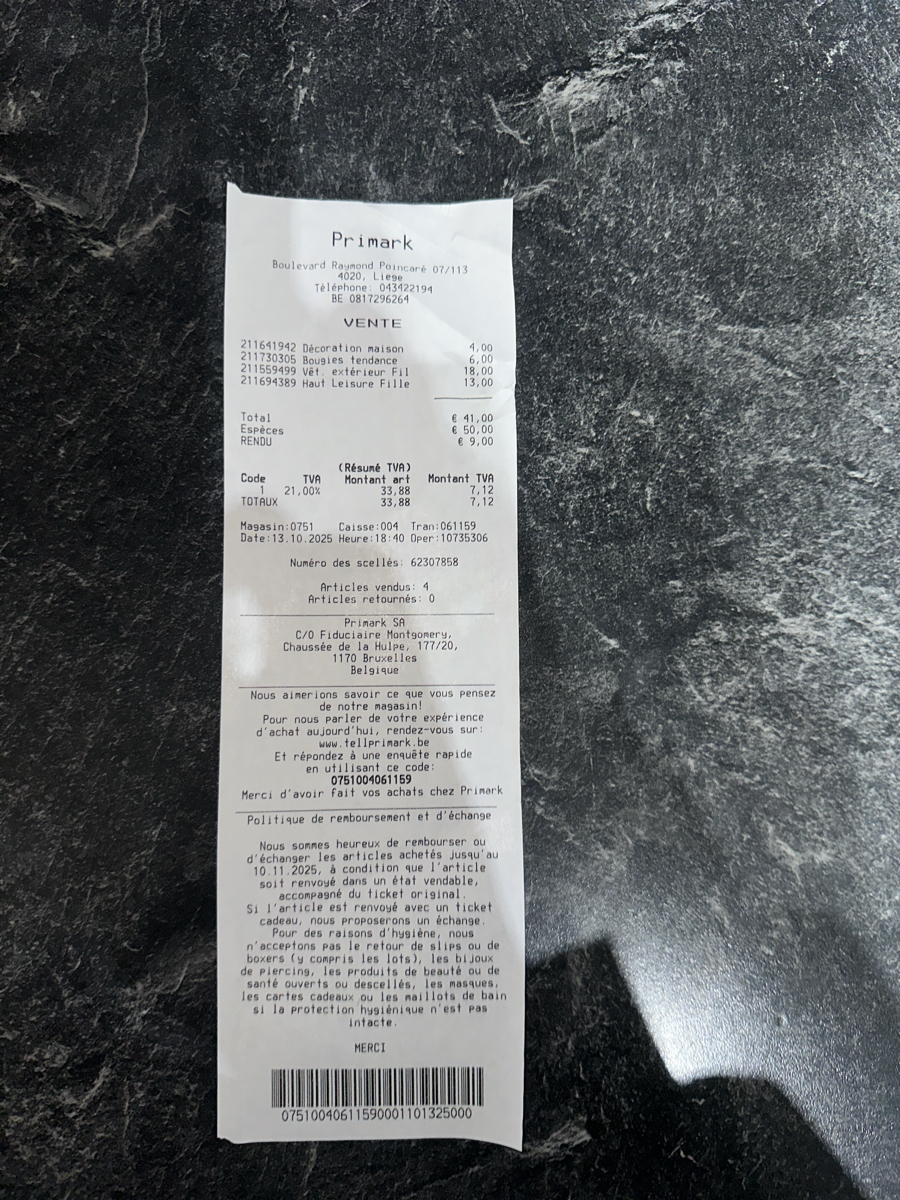 Primark
Boulevard Raymond Poincaré 07/113
4020, Liege
Téléphone: 043422194
BE 0817296264
VENTE
211641942 Décoration maison 4,00
211730305 Bougies tendance 6,00
211559499 Vêt. extérieur Fil 18,00
211694389 Haut Leisure Fille 13,00
Total € 41,00
Espèces € 50,00
RENDU € 9,00
(Résumé TVA)
Code TVA Montant art Montant TVA
1 21,00% 33,88 7,12
TOTAUX 33,88 7,12
Magasin:0751 Caisse:004 Tran:061159
Date:13.10.2025 Heure:18:40 Oper:10735306
Numéro des scellés: 62307858
Articles vendus: 4
Articles retournés: 0
Primark SA
C/O Fiduciaire Montgomery,
Chaussée de la Hulpe, 177/20,
1170 Bruxelles
Belgique
Nous aimerions savoir ce que vous pensez
de notre magasin!
Pour nous parler de votre expérience
d'achat aujourd'hui, rendez-vous sur:
www.tellprimark.be
Et répondez à une enquête rapide
en utilisant ce code:
0751004061159
Merci d'avoir fait vos achats chez Primark
Politique de remboursement et d'échange
Nous sommes heureux de rembourser ou
d'échanger les articles achetés jusqu'au
10.11.2025, à condition que l'article
soit renvoyé dans un état vendable,
accompagné du ticket original.
Si l'article est renvoyé avec un ticket
cadeau, nous proposerons un échange.
Pour des raisons d'hygiène, nous
n'acceptons pas le retour de slips ou de
boxers (y compris les lots), les bijoux
de piercing, les produits de beauté ou de
santé ouverts ou descellés, les masques,
les cartes cadeaux ou les maillots de bain
si la protection hygiénique n'est pas
intacte.
MERCI
07510040611590001101325000